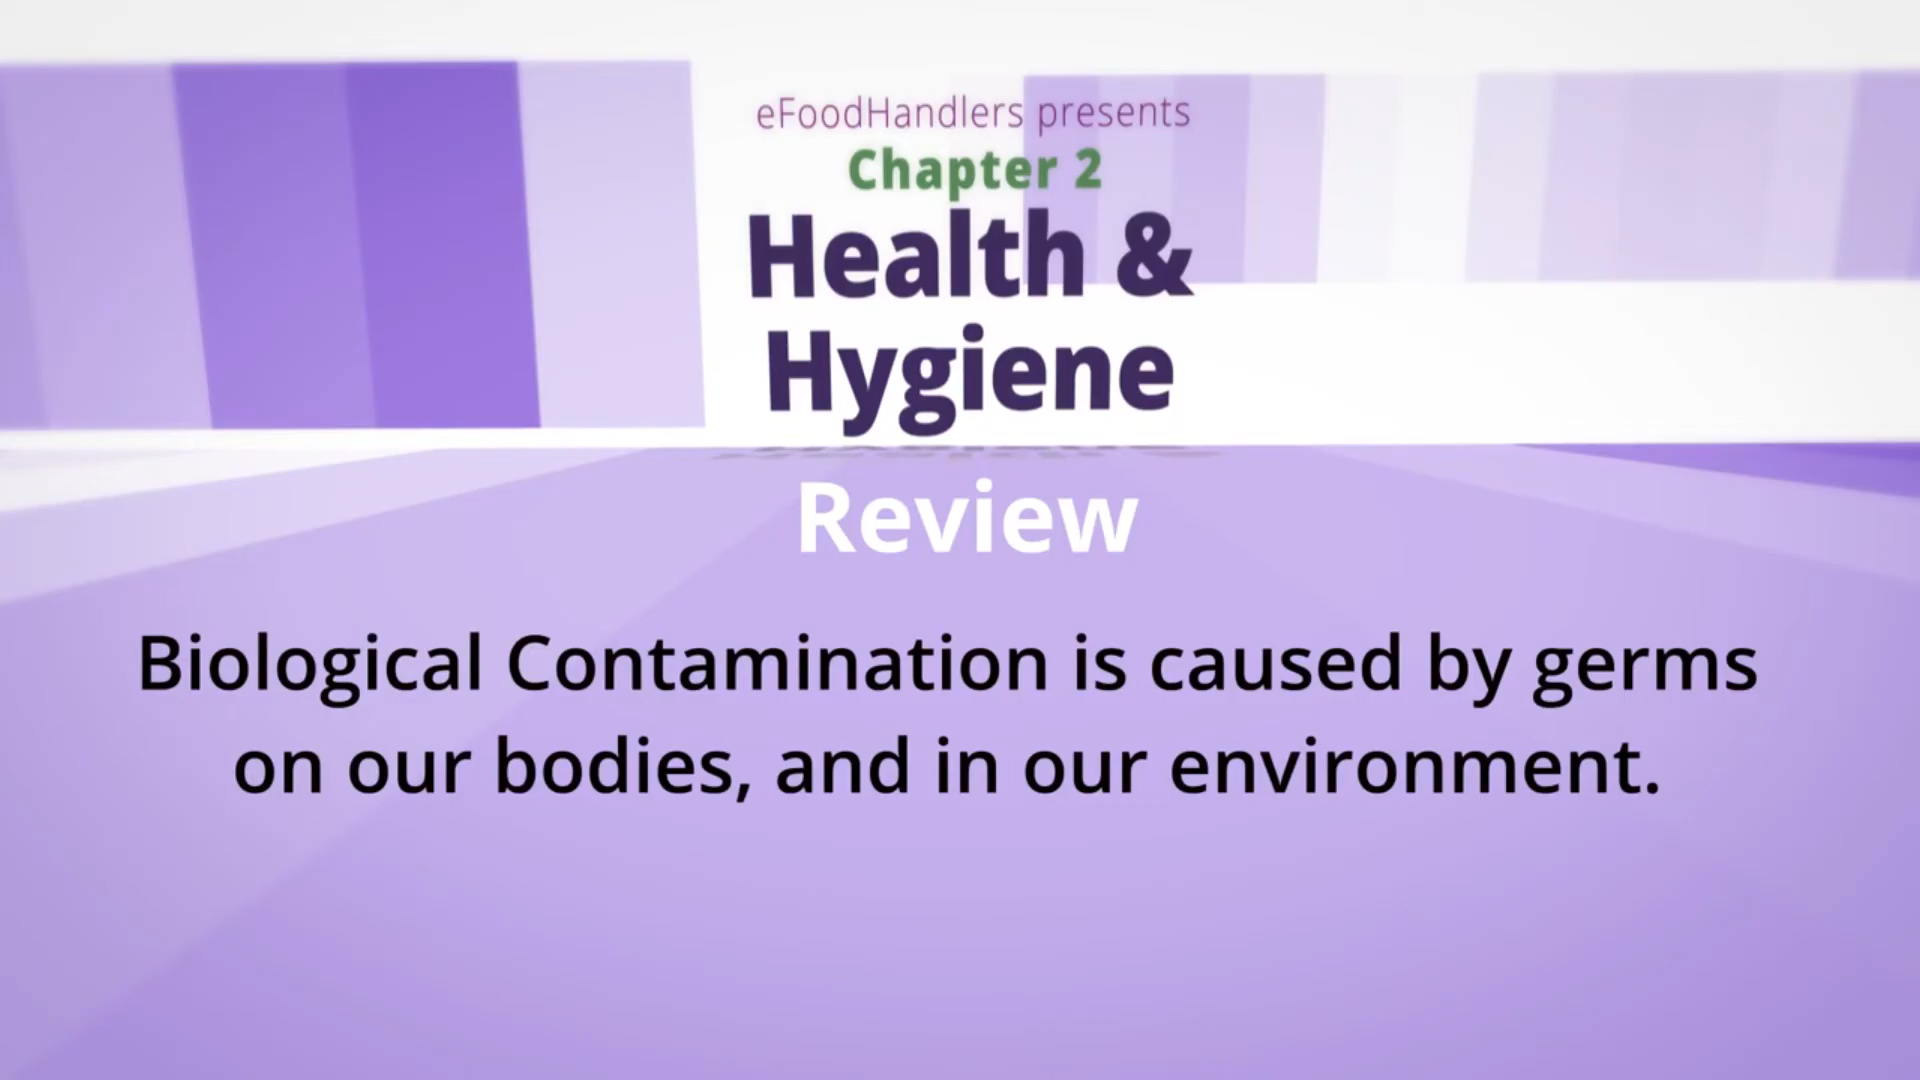 eFoodHandlers presents
Chapter 2
Health &
Hygiene
Review
Biological Contamination is caused by germs
on our bodies, and in our environment.